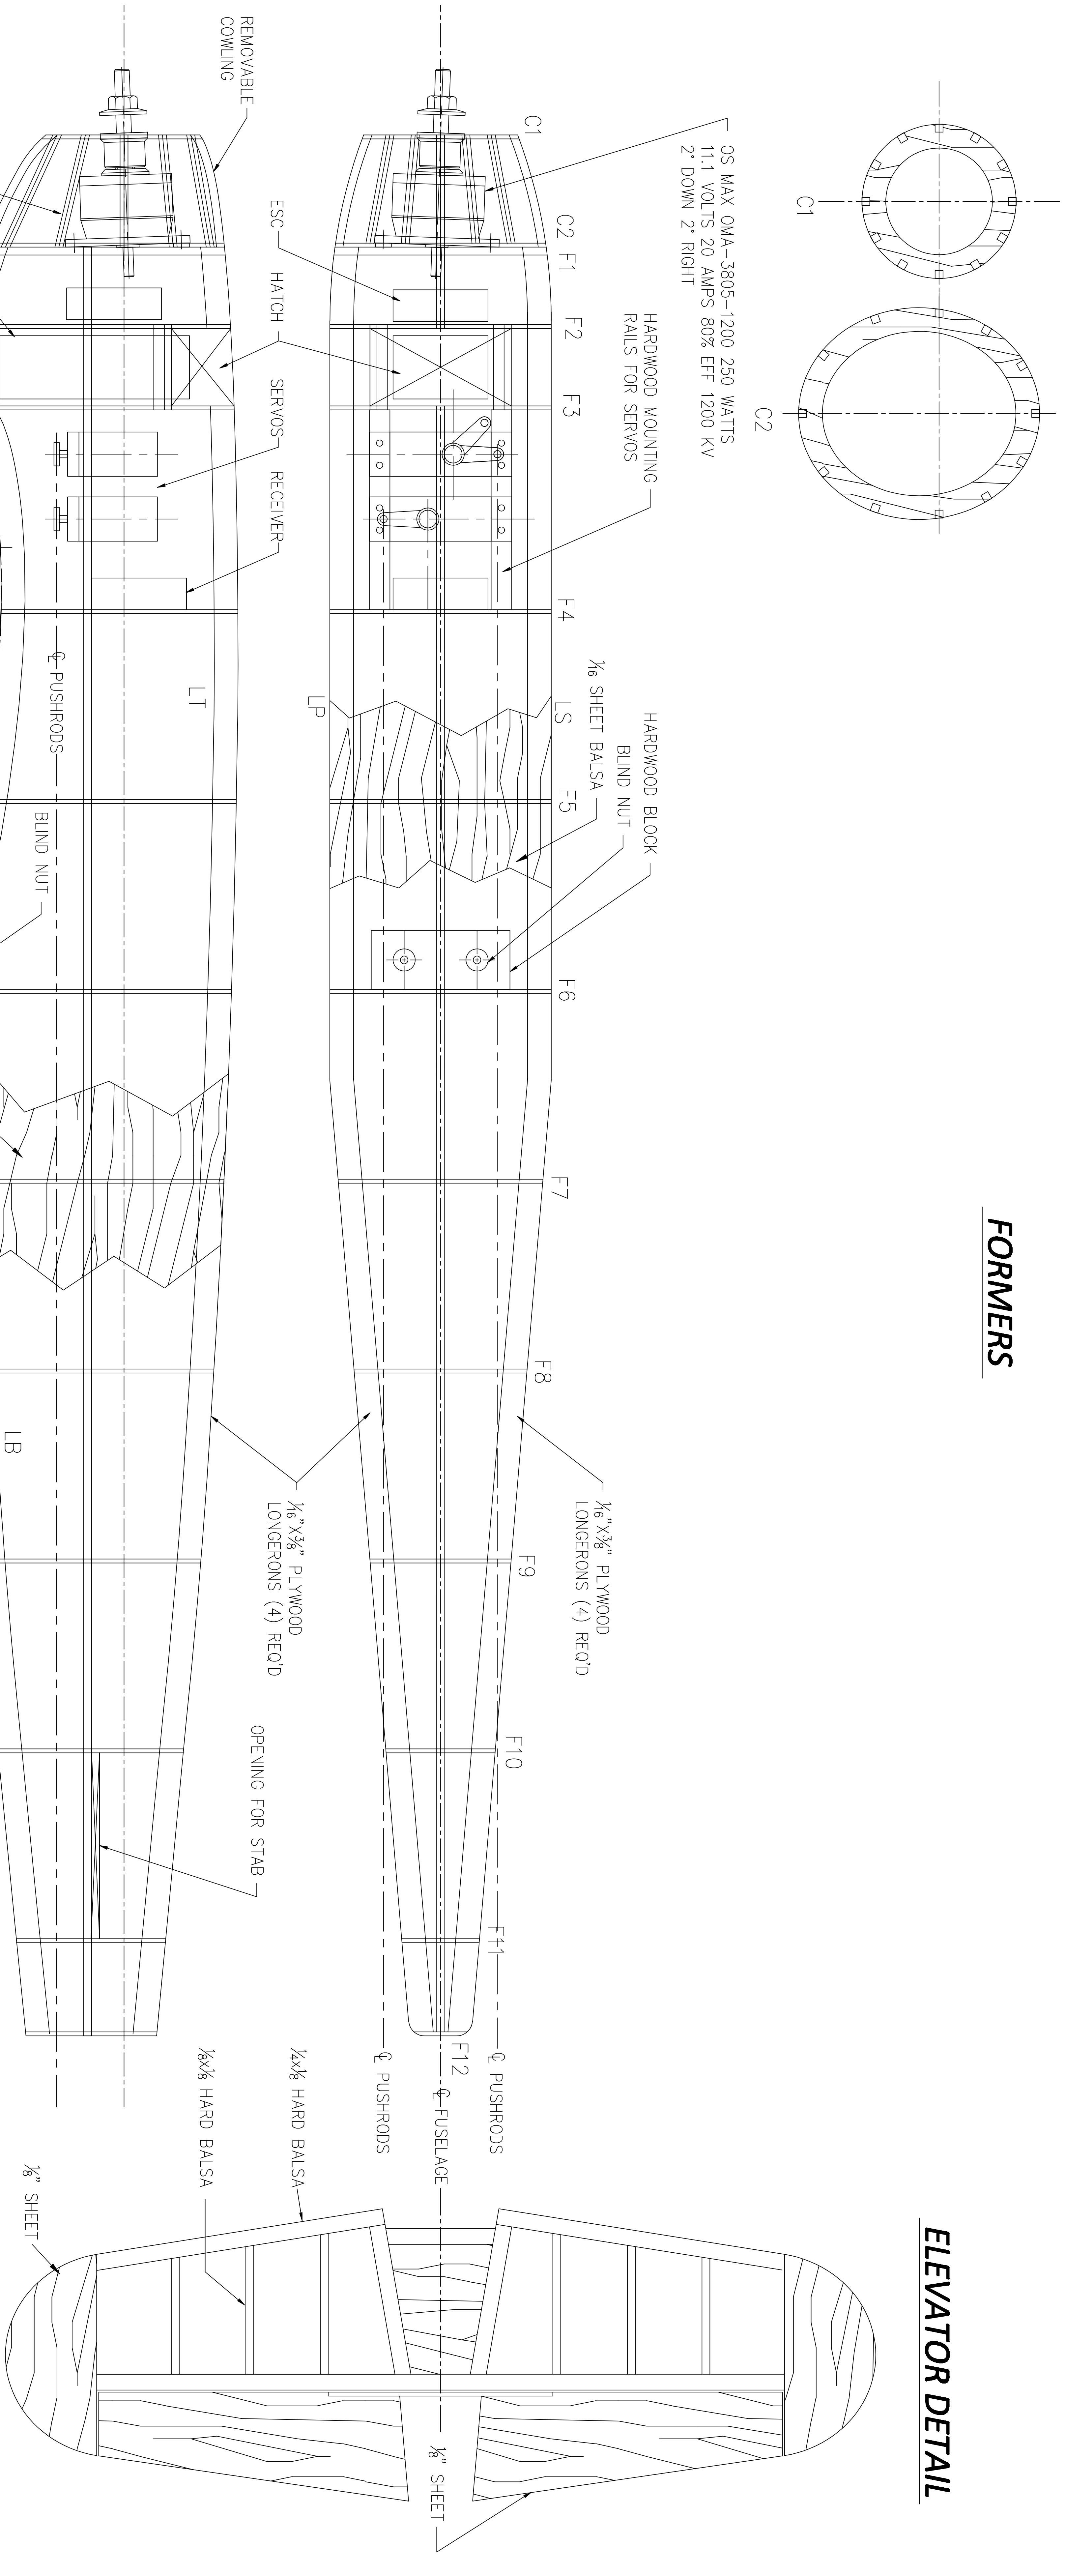 FORMERS
ELEVATOR DETAIL
C1
C2
OS MAX OMA-3805-1200 250 WATTS
11.1 VOLTS 20 AMPS 80% EFF 1200 KV
2° DOWN 2° RIGHT
HARDWOOD MOUNTING
RAILS FOR SERVOS
HARDWOOD BLOCK
BLIND NUT
1/16 SHEET BALSA
1/16"X3/8" PLYWOOD
LONGERONS (4) REQ'D
C1
C2
F1
F2
F3
F4
LS
F5
F6
F7
F8
F9
F10
F11
F12
℄ PUSHRODS
℄ FUSELAGE
℄ PUSHRODS
LP
1/8" SHEET
REMOVABLE
COWLING
ESC
HATCH
SERVOS
RECEIVER
1/16"X3/8" PLYWOOD
LONGERONS (4) REQ'D
OPENING FOR STAB
1/4X1/8 HARD BALSA
1/8X1/8 HARD BALSA
LT
℄ PUSHRODS
BLIND NUT
LB
1/8" SHEET